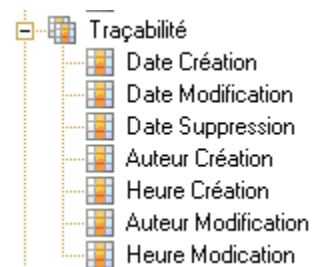 Traçabilité
Date Création
Date Modification
Date Suppression
Auteur Création
Heure Création
Auteur Modification
Heure Modication